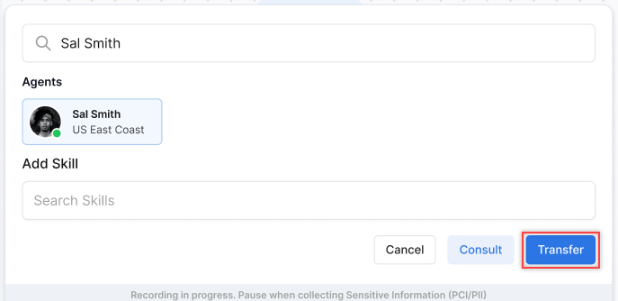 Sal Smith
Agents
Sal Smith
US East Coast
Add Skill
Search Skills
Cancel Consult Transfer
Recording in progress. Pause when collecting Sensitive Information (PCI/PII)